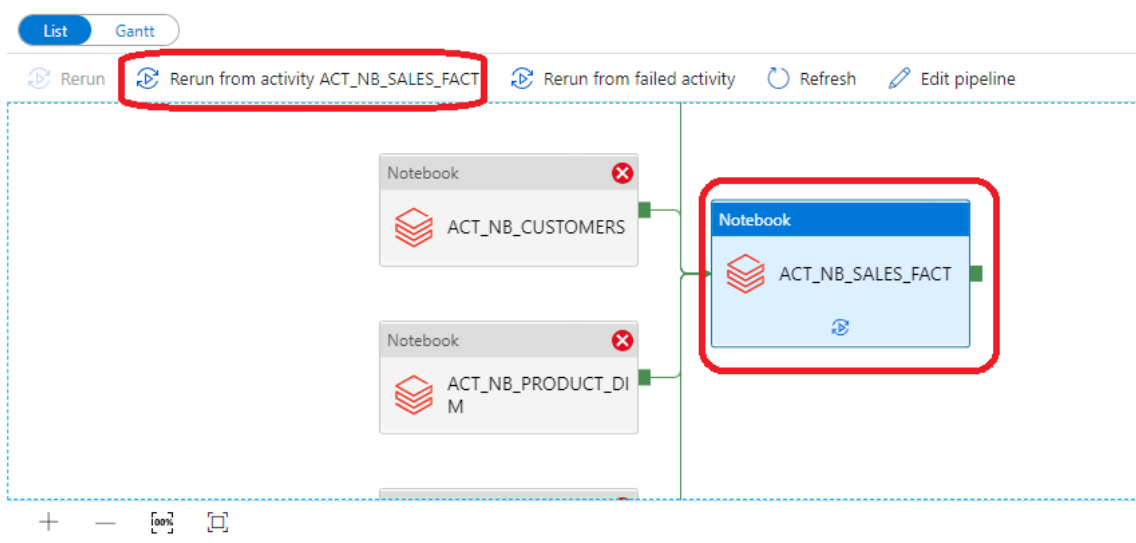 List Gantt
Rerun Rerun from activity ACT_NB_SALES_FACT Rerun from failed activity Refresh Edit pipeline
Notebook
ACT_NB_CUSTOMERS
Notebook
ACT_NB_SALES_FACT
Notebook
ACT_NB_PRODUCT_DI
M
100%